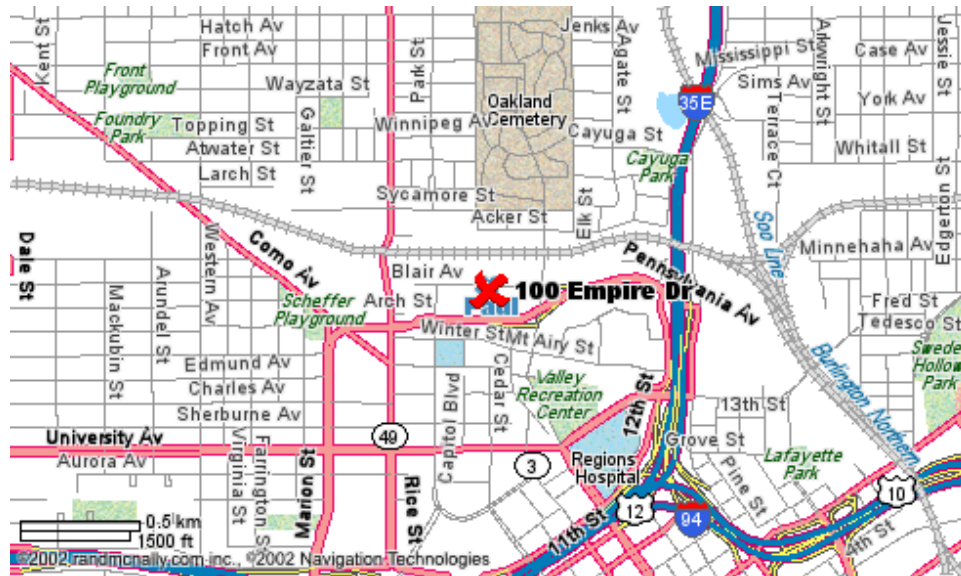 Kent St
Hatch Av
Front Av
Park St
Jenks Av
Agate St
Mississippi St
Arkwright St
Case Av
Jessie St
Front
Playground
Wayzata St
Sims Av
York Av
35E
Oakland
Cemetery
Foundry
Park
Topping St
Galtier St
Winnipeg Av
Cayuga St
Terrace Ct
Atwater St
Whitall St
Larch St
Cayuga
Park
Sycamore St
Acker St
Elk St
Edgerton St
Dale St
Western Av
Como Av
Soo Line
Minnehaha Av
Mackubin St
Arundel St
Blair Av
Pennsylvania Av
100 Empire Dr
Scheffer
Playground
Arch St
Paul
Fred St
Tedesco St
Winter St
Mt Airy St
Edmund Av
Charles Av
Sherburne Av
Capitol Blvd
Cedar St
Valley
Recreation
Center
12th St
Burlington Northern
Swede
Hollow
Park
13th St
University Av
Aurora Av
Virginia St
Farrington S
Marion St
49
Rice St
3
Regions
Hospital
Grove St
Pine St
Lafayette
Park
10
12
94
11th St
4th St
0.5 km
1500 ft
©2002 randmcnally.com inc., ©2002 Navigation Technologies